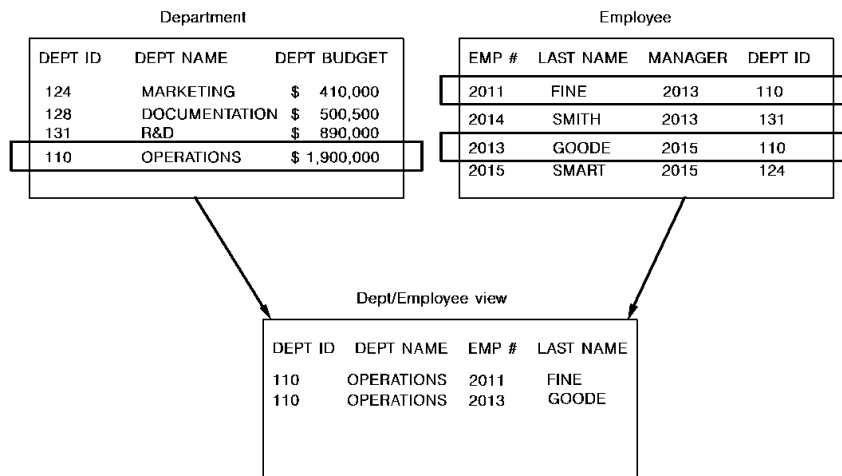 Department
DEPT ID DEPT NAME DEPT BUDGET
124 MARKETING $ 410,000
128 DOCUMENTATION $ 500,500
131 R&D $ 890,000
110 OPERATIONS $ 1,900,000
Employee
EMP # LAST NAME MANAGER DEPT ID
2011 FINE 2013 110
2014 SMITH 2013 131
2013 GOODE 2015 110
2015 SMART 2015 124
Dept/Employee view
DEPT ID DEPT NAME EMP # LAST NAME
110 OPERATIONS 2011 FINE
110 OPERATIONS 2013 GOODE